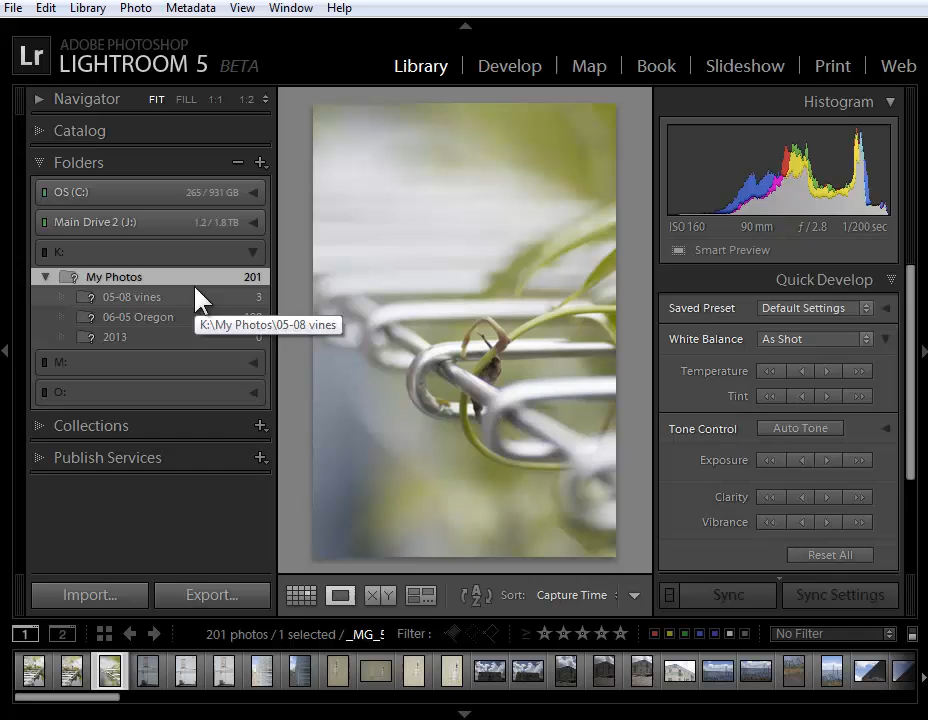 File Edit Library Photo Metadata View Window Help
Lr
ADOBE PHOTOSHOP
LIGHTROOM 5 BETA
Library | Develop | Map | Book | Slideshow | Print | Web
Navigator FIT FILL 1:1 1:2
Histogram
Catalog
Folders
OS (C:) 265 / 931 GB
Main Drive 2 (J:) 1.2 / 1.8 TB
ISO 160 90 mm ƒ / 2.8 1/200 sec
K:
Smart Preview
My Photos 201
Quick Develop
05-08 vines 3
Saved Preset Default Settings
06-05 Oregon
K:\My Photos\05-08 vines
2013 0
White Balance As Shot
M:
Temperature
O:
Tint
Collections
Tone Control Auto Tone
Publish Services
Exposure
Clarity
Vibrance
Reset All
Import... Export...
XY
Sort: Capture Time
Sync Sync Settings
1 2
201 photos / 1 selected / _MG_5
Filter :
No Filter